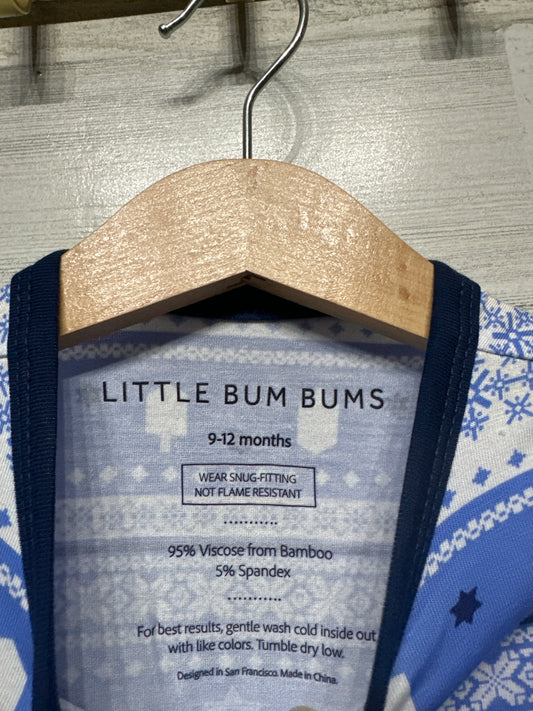 LITTLE BUM BUMS
9-12 months
WEAR SNUG-FITTING
NOT FLAME RESISTANT
95% Viscose from Bamboo
5% Spandex
For best results, gentle wash cold inside out
with like colors. Tumble dry low.
Designed in San Francisco. Made in China.